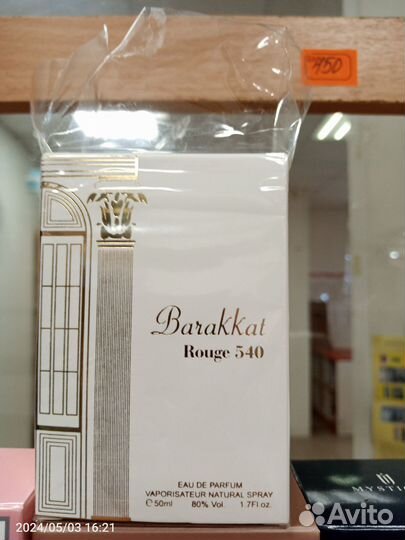 450
Barakkat
Rouge 540
EAU DE PARFUM
VAPORISATEUR NATURAL SPRAY
℮50ml 80% Vol. 1.7Fl oz.
MYSTI
2024/05/03 16:21
Avito